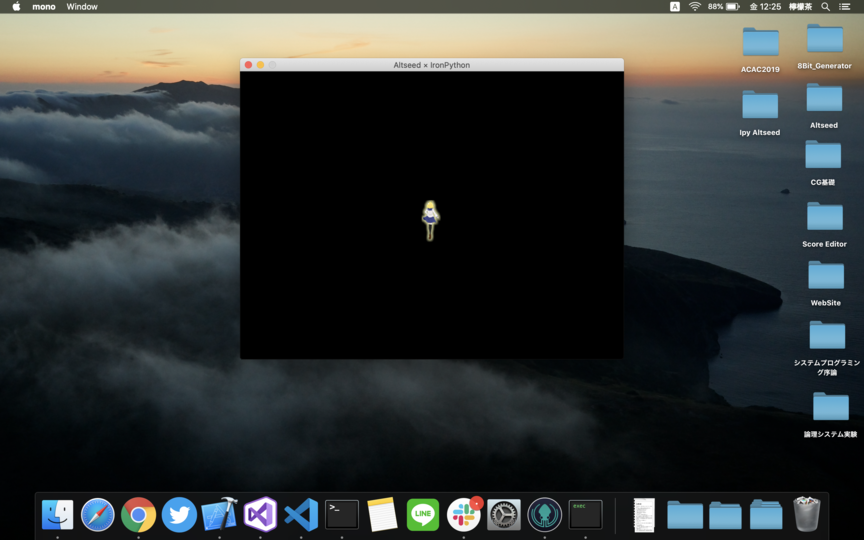 mono Window
A 88% 金 12:25 檸檬茶
Altseed × IronPython
ACAC2019
8Bit_Generator
Ipy Altseed
Altseed
CG基礎
Score Editor
WebSite
システムプログラミン
グ序論
論理システム実験
LINE
EXEC